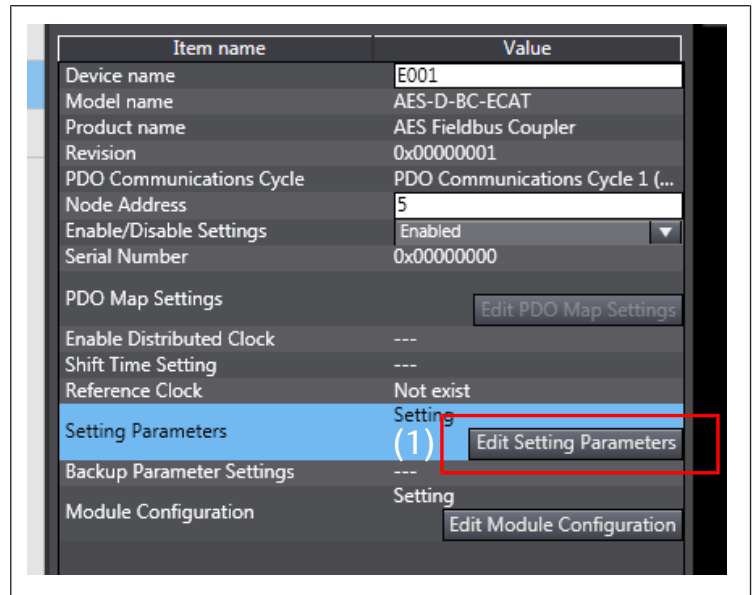 Item name Value
Device name E001
Model name AES-D-BC-ECAT
Product name AES Fieldbus Coupler
Revision 0x00000001
PDO Communications Cycle PDO Communications Cycle 1 (...
Node Address 5
Enable/Disable Settings Enabled
Serial Number 0x00000000
PDO Map Settings Edit PDO Map Settings
Enable Distributed Clock ---
Shift Time Setting ---
Reference Clock Not exist
Setting Parameters Setting
(1) Edit Setting Parameters
Backup Parameter Settings ---
Module Configuration Setting
Edit Module Configuration